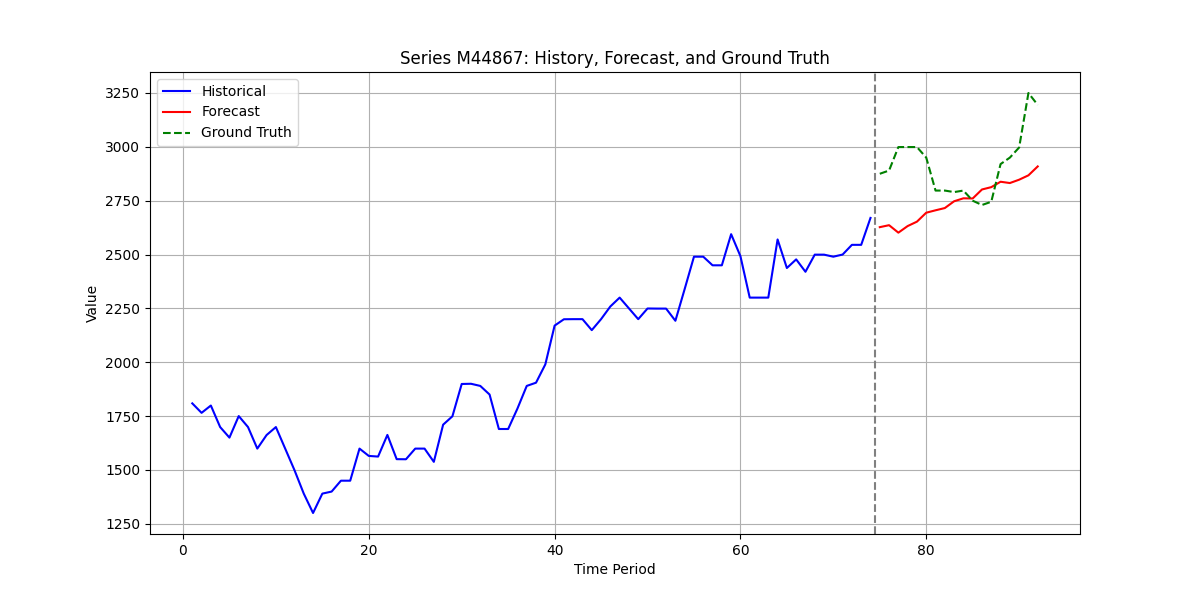 Series M44867: History, Forecast, and Ground Truth
Historical
Forecast
Ground Truth
Value
3250
3000
2750
2500
2250
2000
1750
1500
1250
0 20 40 60 80
Time Period